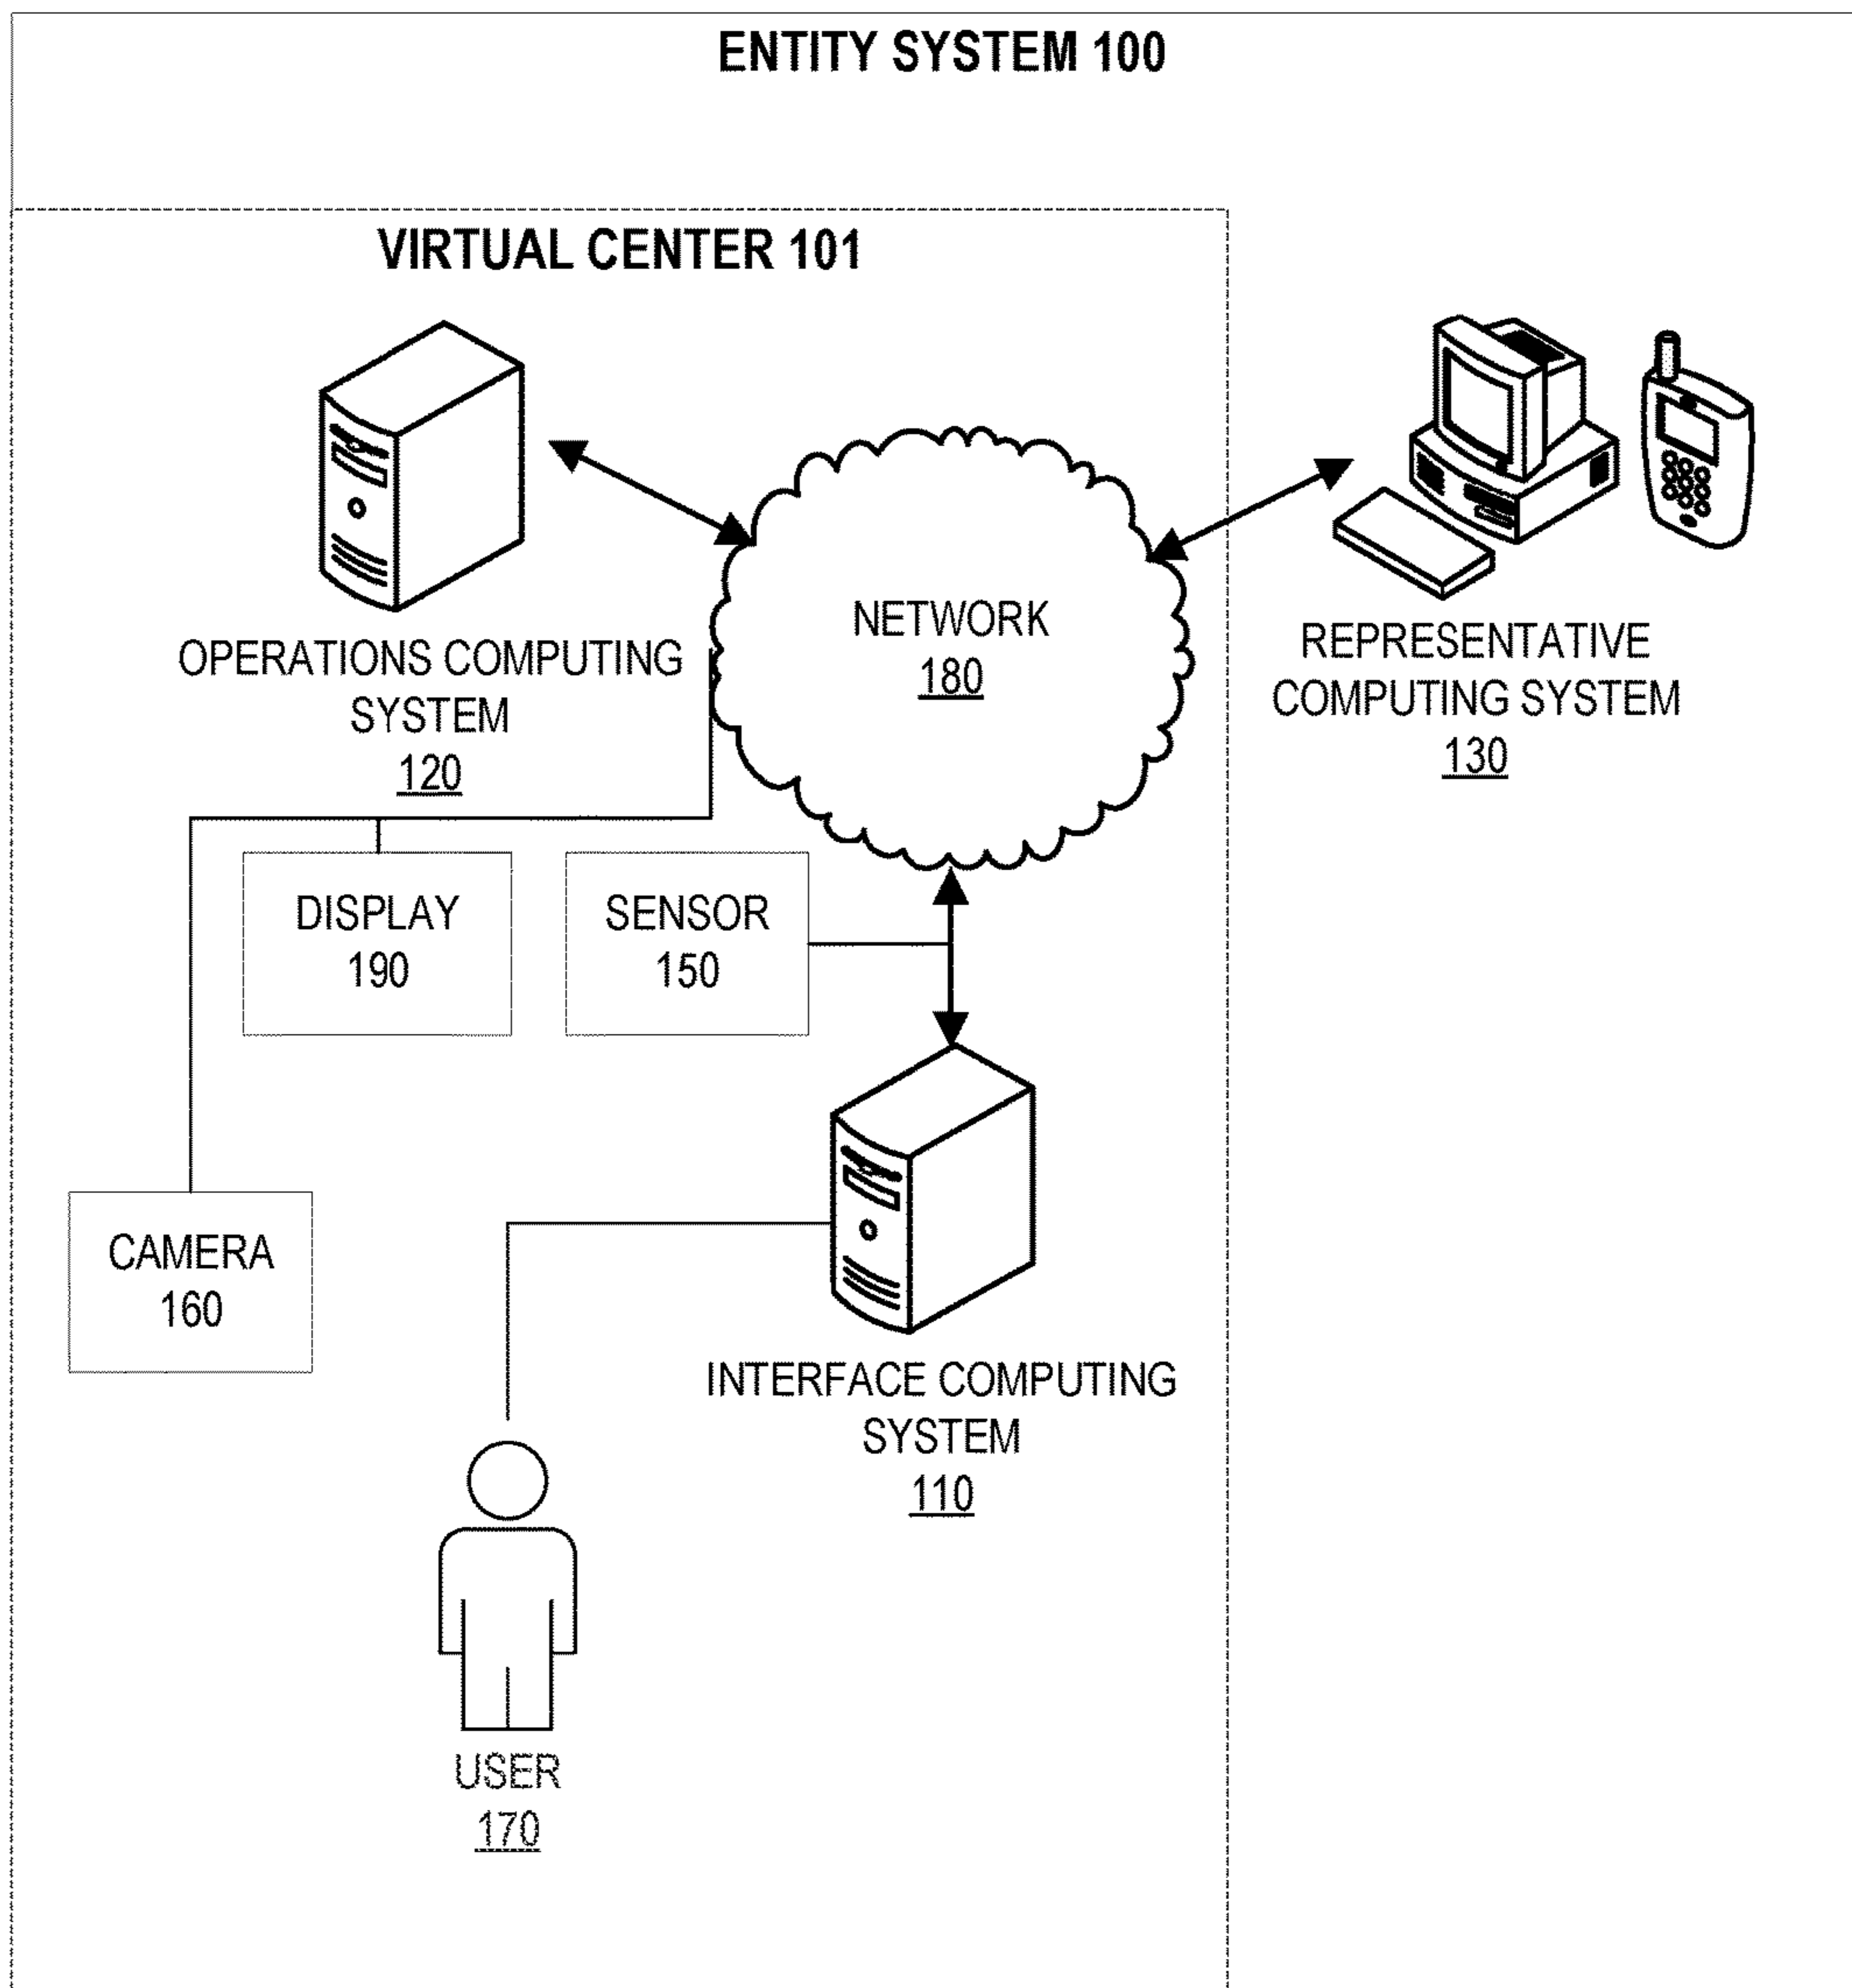 ENTITY SYSTEM 100
VIRTUAL CENTER 101
OPERATIONS COMPUTING
SYSTEM
120
NETWORK
180
REPRESENTATIVE
COMPUTING SYSTEM
130
DISPLAY
190
SENSOR
150
CAMERA
160
INTERFACE COMPUTING
SYSTEM
110
USER
170